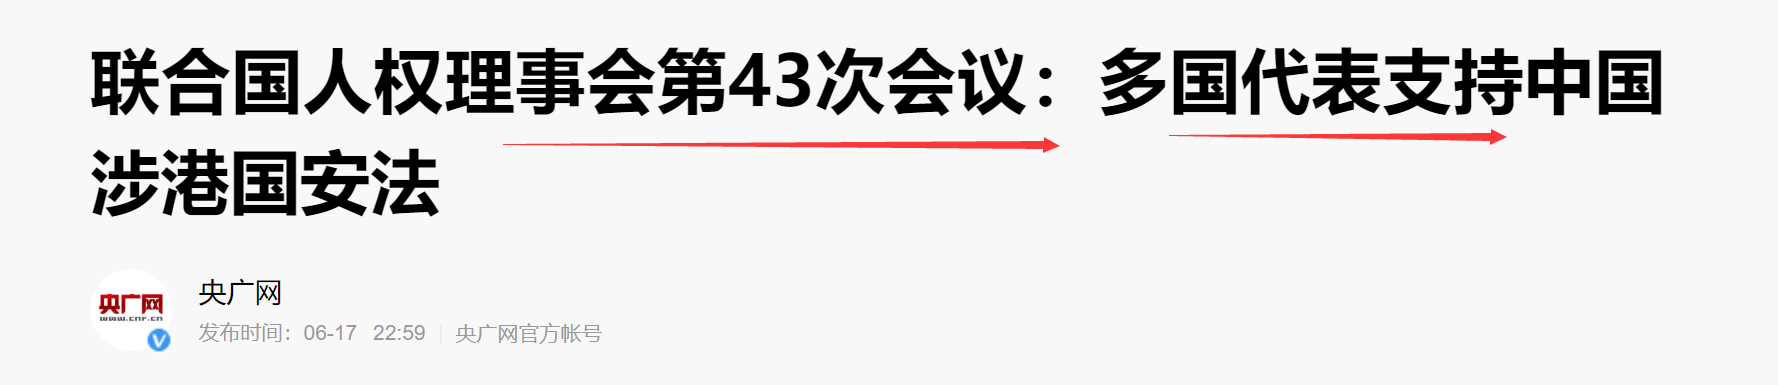 联合国人权理事会第43次会议：多国代表支持中国
涉港国安法
央广网
www.cnr.cn
央广网
发布时间：06-17 22:59 央广网官方帐号